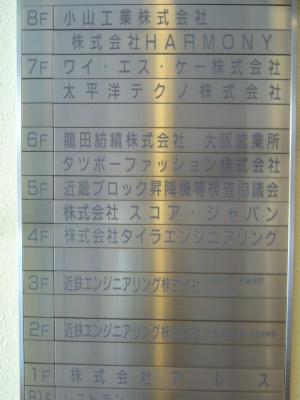 8F 小山工業株式会社
株式会社HARMONY
7F ワイ・エス・ケー株式会社
太平洋テクノ株式会社
6F 龍田紡績株式会社 大阪営業所
タツボーファッション株式会社
5F 近畿ブロック昇降機等検査協議会
株式会社 スコア・ジャパン
4F 株式会社タイラエンジニアリング
3F 近鉄エンジニアリング株式会社
2F 近鉄エンジニアリング株式会社
1F 株式会社アレス
B1F レストラン